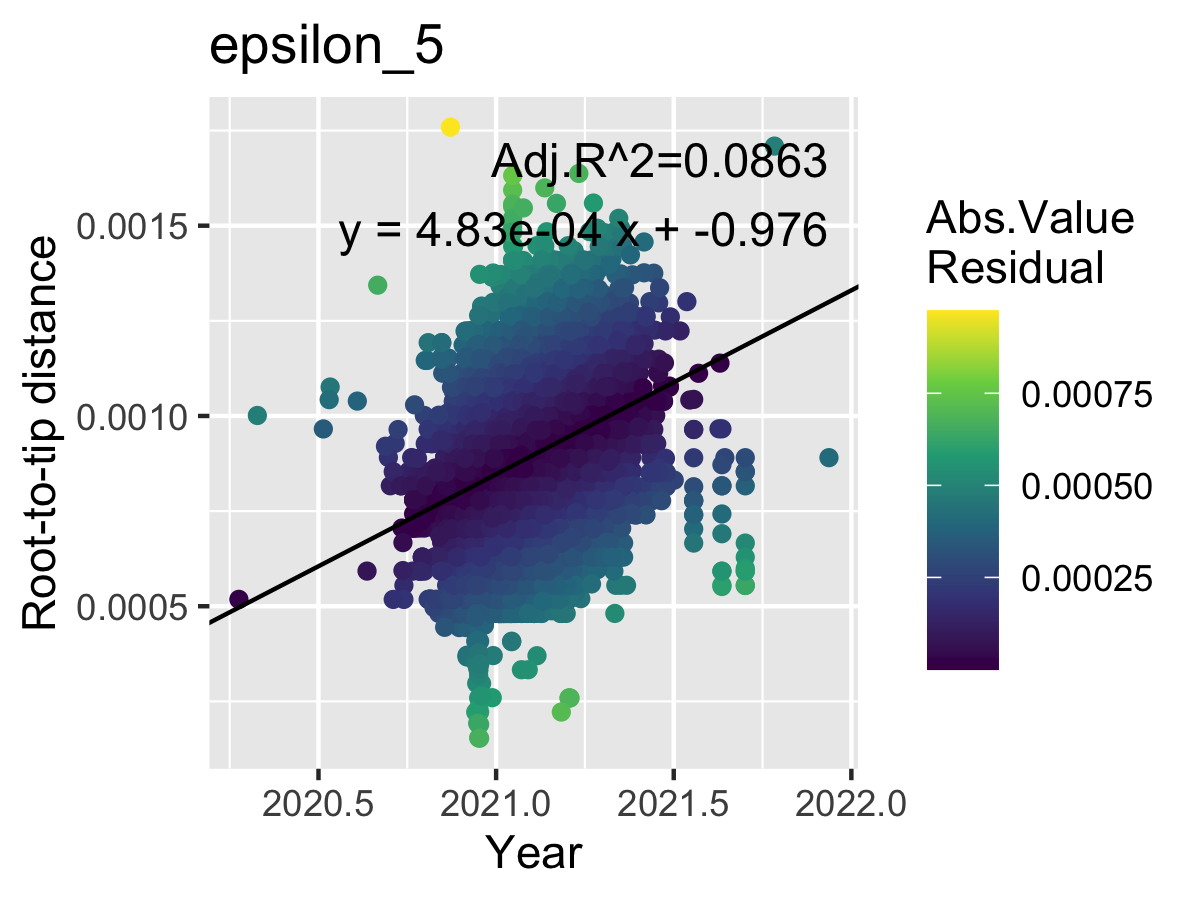 epsilon_5
Adj.R^2=0.0863
y = 4.83e-04 x + -0.976
Root-to-tip distance
0.0015
0.0010
0.0005
2020.5
2021.0
2021.5
2022.0
Year
Abs.Value
Residual
0.00075
0.00050
0.00025